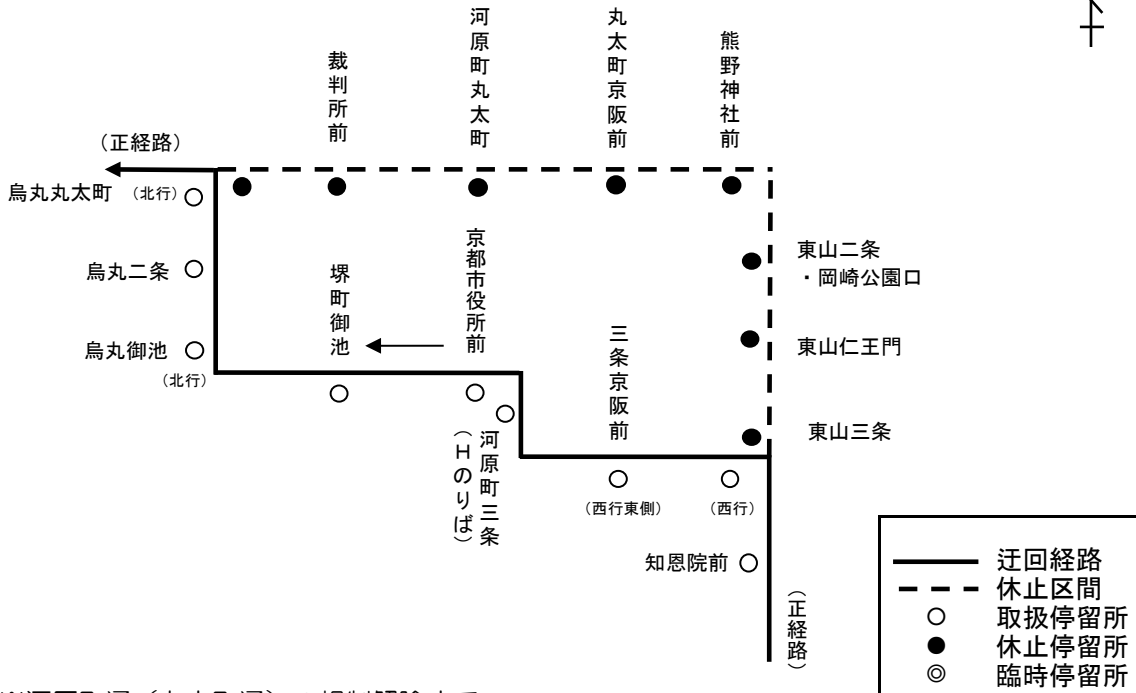 裁判所前
河原町丸太町
丸太町京阪前
熊野神社前
（正経路）
烏丸丸太町
（北行）
烏丸二条
烏丸御池
（北行）
堺町御池
京都市役所前
三条京阪前
東山二条
・岡崎公園口
東山仁王門
東山三条
河原町三条
（Hのりば）
（西行東側）
（西行）
知恩院前
（正経路）
迂回経路
休止区間
取扱停留所
休止停留所
臨時停留所